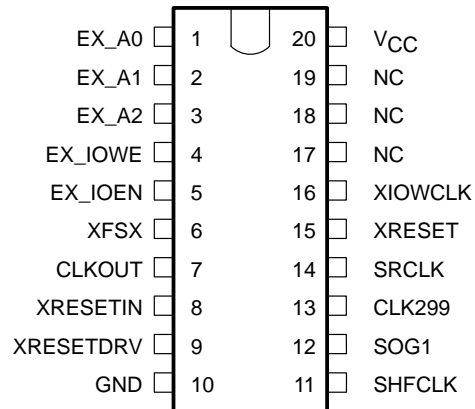 EX_A0 1 20 VCC
EX_A1 2 19 NC
EX_A2 3 18 NC
EX_IOWE 4 17 NC
EX_IOEN 5 16 XIOWCLK
XFSX 6 15 XRESET
CLKOUT 7 14 SRCLK
XRESETIN 8 13 CLK299
XRESETDRV 9 12 SOG1
GND 10 11 SHFCLK